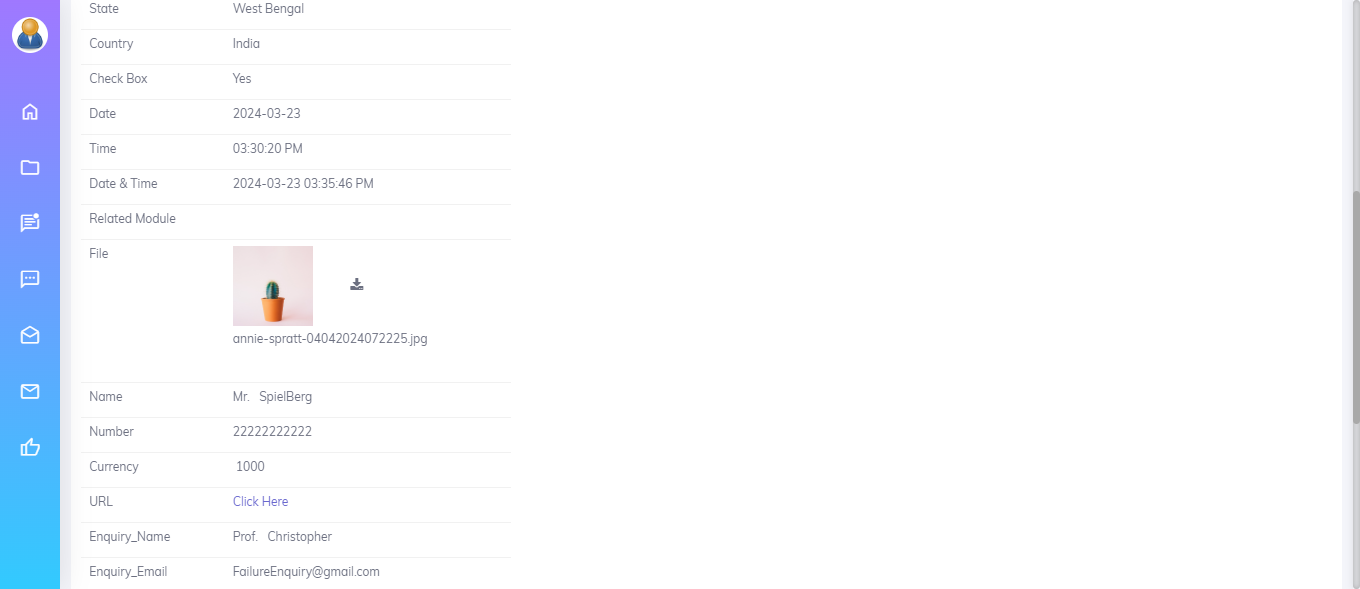 State West Bengal
Country India
Check Box Yes
Date 2024-03-23
Time 03:30:20 PM
Date & Time 2024-03-23 03:35:46 PM
Related Module
File
annie-spratt-04042024072225.jpg
Name Mr. SpielBerg
Number 22222222222
Currency 1000
URL Click Here
Enquiry_Name Prof. Christopher
Enquiry_Email FailureEnquiry@gmail.com